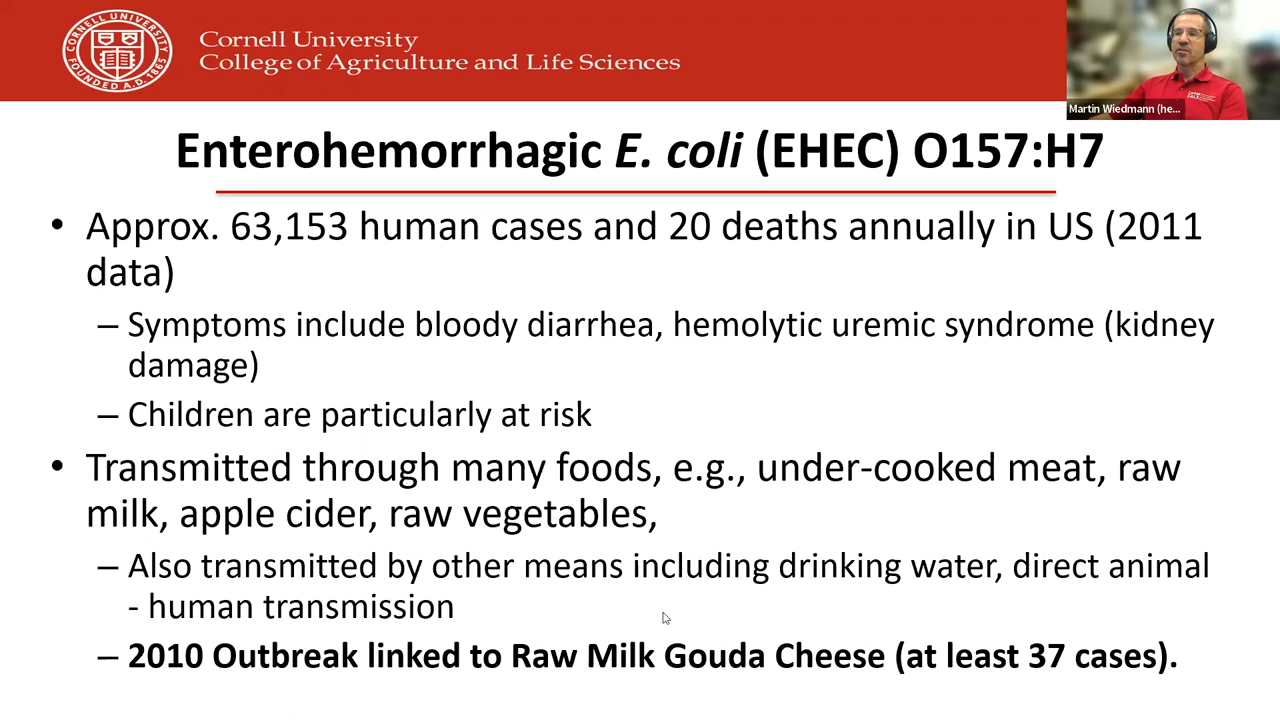 CORNELL UNIVERSITY
FOUNDED A.D. 1865
Cornell University
College of Agriculture and Life Sciences
Martin Wiedmann (he...
Enterohemorrhagic E. coli (EHEC) O157:H7
• Approx. 63,153 human cases and 20 deaths annually in US (2011
data)
– Symptoms include bloody diarrhea, hemolytic uremic syndrome (kidney
damage)
– Children are particularly at risk
• Transmitted through many foods, e.g., under-cooked meat, raw
milk, apple cider, raw vegetables,
– Also transmitted by other means including drinking water, direct animal
- human transmission
– 2010 Outbreak linked to Raw Milk Gouda Cheese (at least 37 cases).